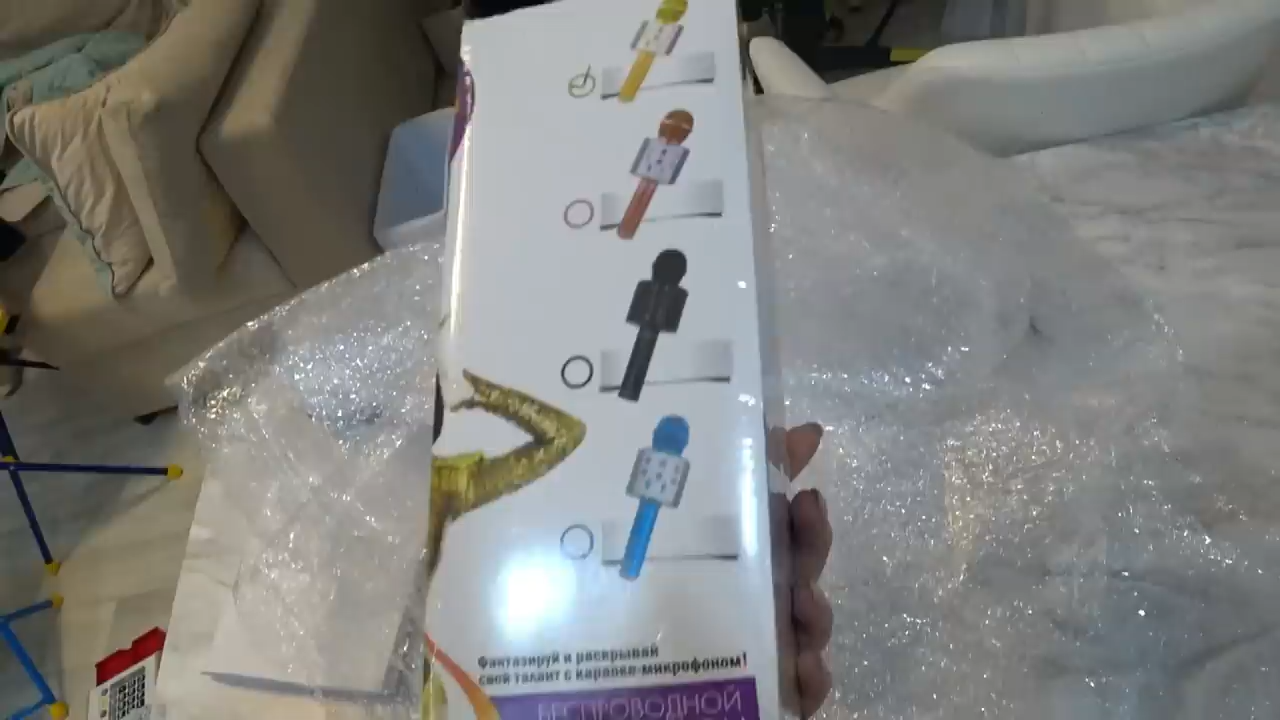 Фантазируй и раскрывай
свой талант с караоке-микрофоном!
БЕСПРОВОДНОЙ